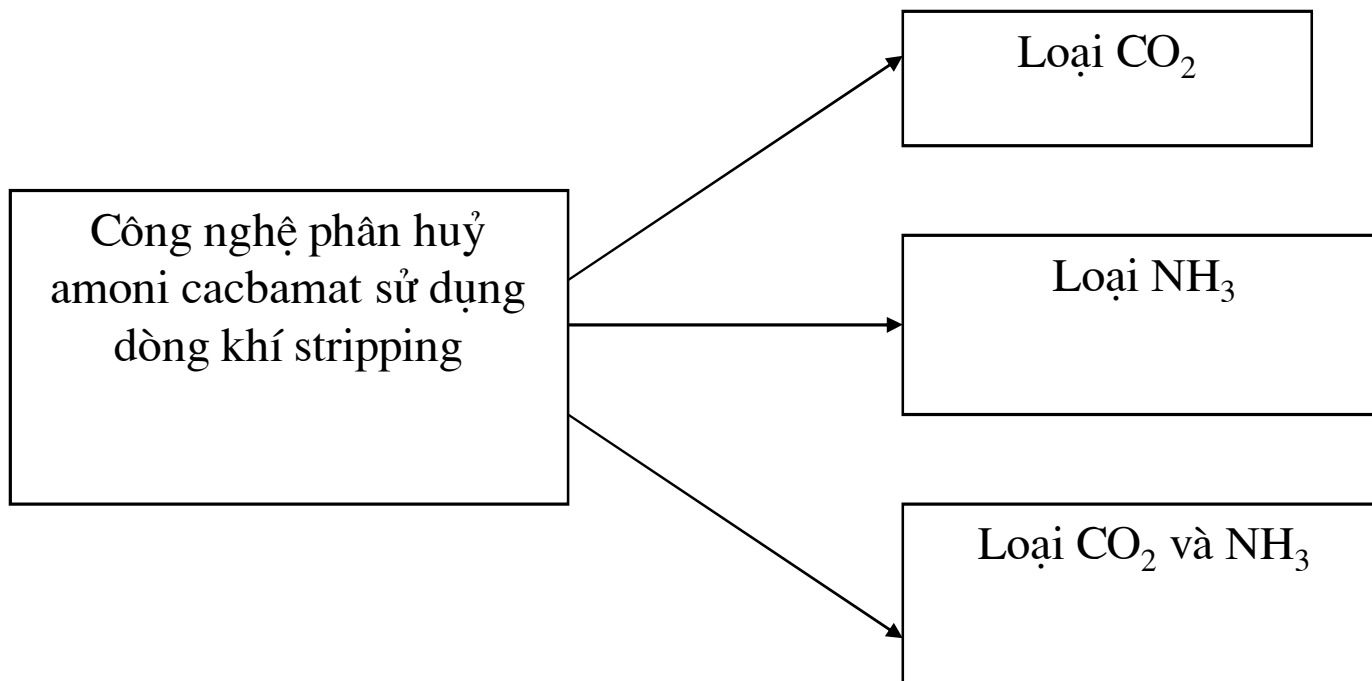 Loại CO₂
Công nghệ phân huỷ
amoni cacbamat sử dụng
dòng khí stripping
Loại NH₃
Loại CO₂ và NH₃